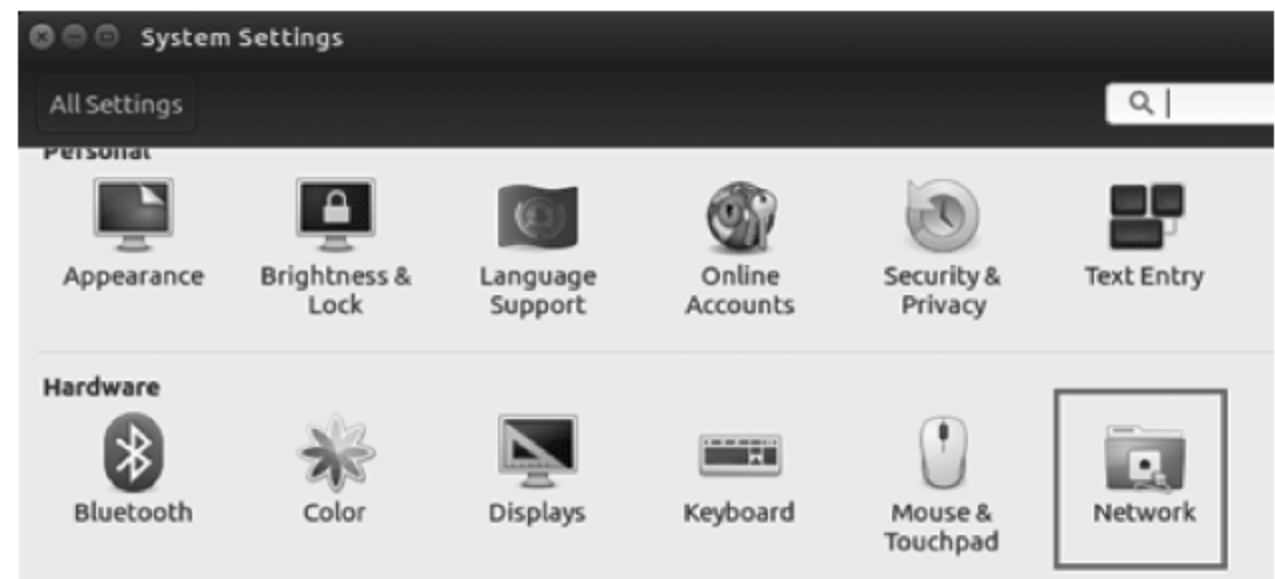 System Settings
All Settings
Personal
Appearance
Brightness &
Lock
Language
Support
Online
Accounts
Security &
Privacy
Text Entry
Hardware
Bluetooth
Color
Displays
Keyboard
Mouse &
Touchpad
Network